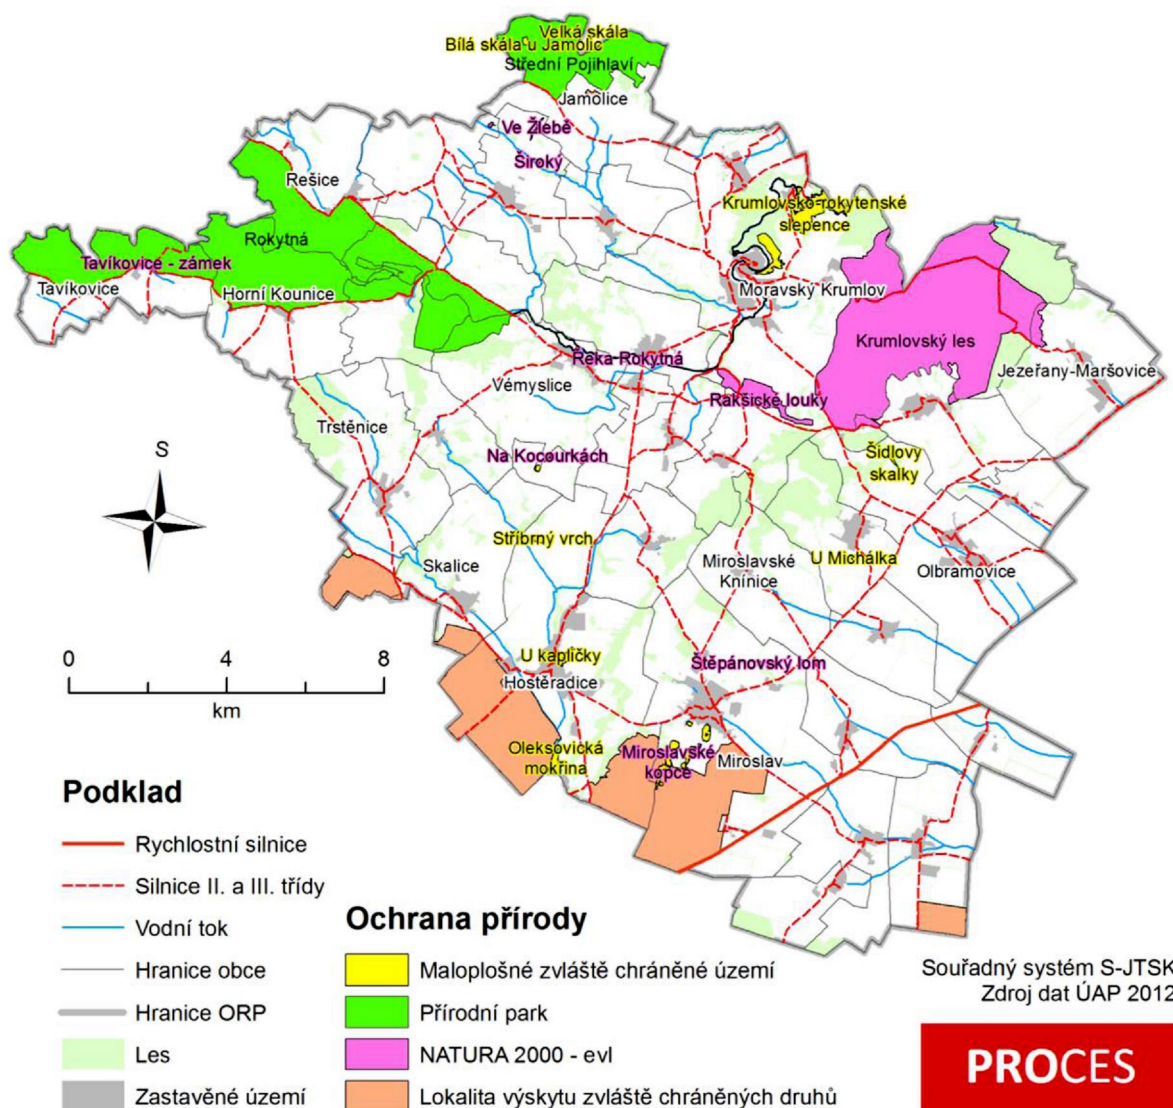 Velká skála
Bílá skála u Jamolic
Střední Pojihlaví
Jamolice
Ve Žlebě
Široký
Řešice
Krumlovsko-rokytenské
slepence
Rokytná
Tavíkovice - zámek
Tavíkovice
Horní Kounice
Moravský Krumlov
Krumlovský les
Řeka Rokytná
Jezeřany-Maršovice
Vémyslice
Rakšické louky
Trstěnice
Šidlovy
skalky
Na Kocourkách
S
Stříbrný vrch
Skalice
Miroslavské
Knínice
U Michálka
Olbramovice
0 4 8
km
U kapličky
Hostěradice
Štěpánovský lom
Oleksovická
mokřina
Miroslavské
kopce
Miroslav
Podklad
Rychlostní silnice
Silnice II. a III. třídy
Vodní tok
Hranice obce
Hranice ORP
Les
Zastavěné území
Ochrana přírody
Maloplošné zvláště chráněné území
Přírodní park
NATURA 2000 - evl
Lokalita výskytu zvláště chráněných druhů
Souřadný systém S-JTSK
Zdroj dat ÚAP 2012
PROCES